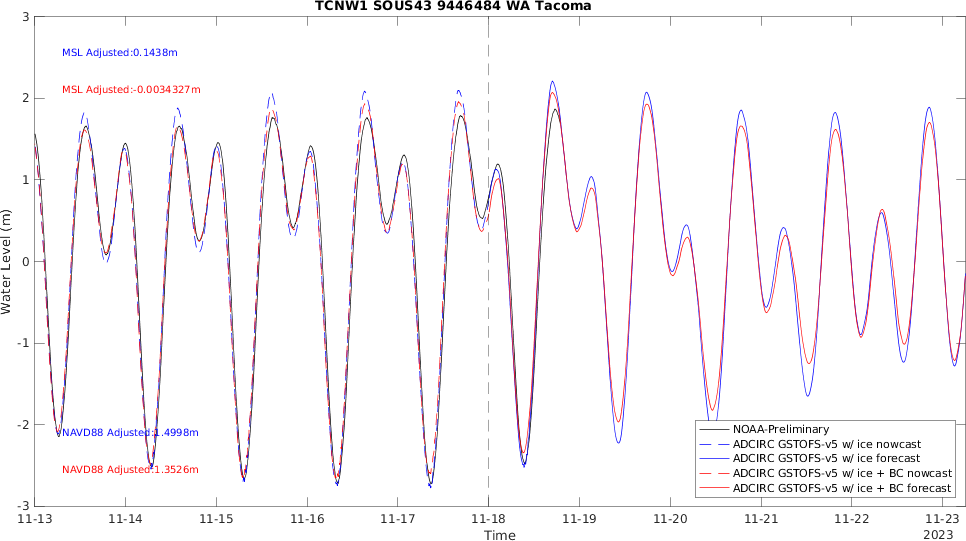 TCNW1 SOUS43 9446484 WA Tacoma
3
2
1
0
-1
-2
-3
Water Level (m)
MSL Adjusted:0.1438m
MSL Adjusted:-0.0034327m
NAVD88 Adjusted:1.4998m
NAVD88 Adjusted:1.3526m
NOAA-Preliminary
ADCIRC GSTOFS-v5 w/ ice nowcast
ADCIRC GSTOFS-v5 w/ ice forecast
ADCIRC GSTOFS-v5 w/ ice + BC nowcast
ADCIRC GSTOFS-v5 w/ ice + BC forecast
11-13 11-14 11-15 11-16 11-17 11-18 11-19 11-20 11-21 11-22 11-23
2023
Time